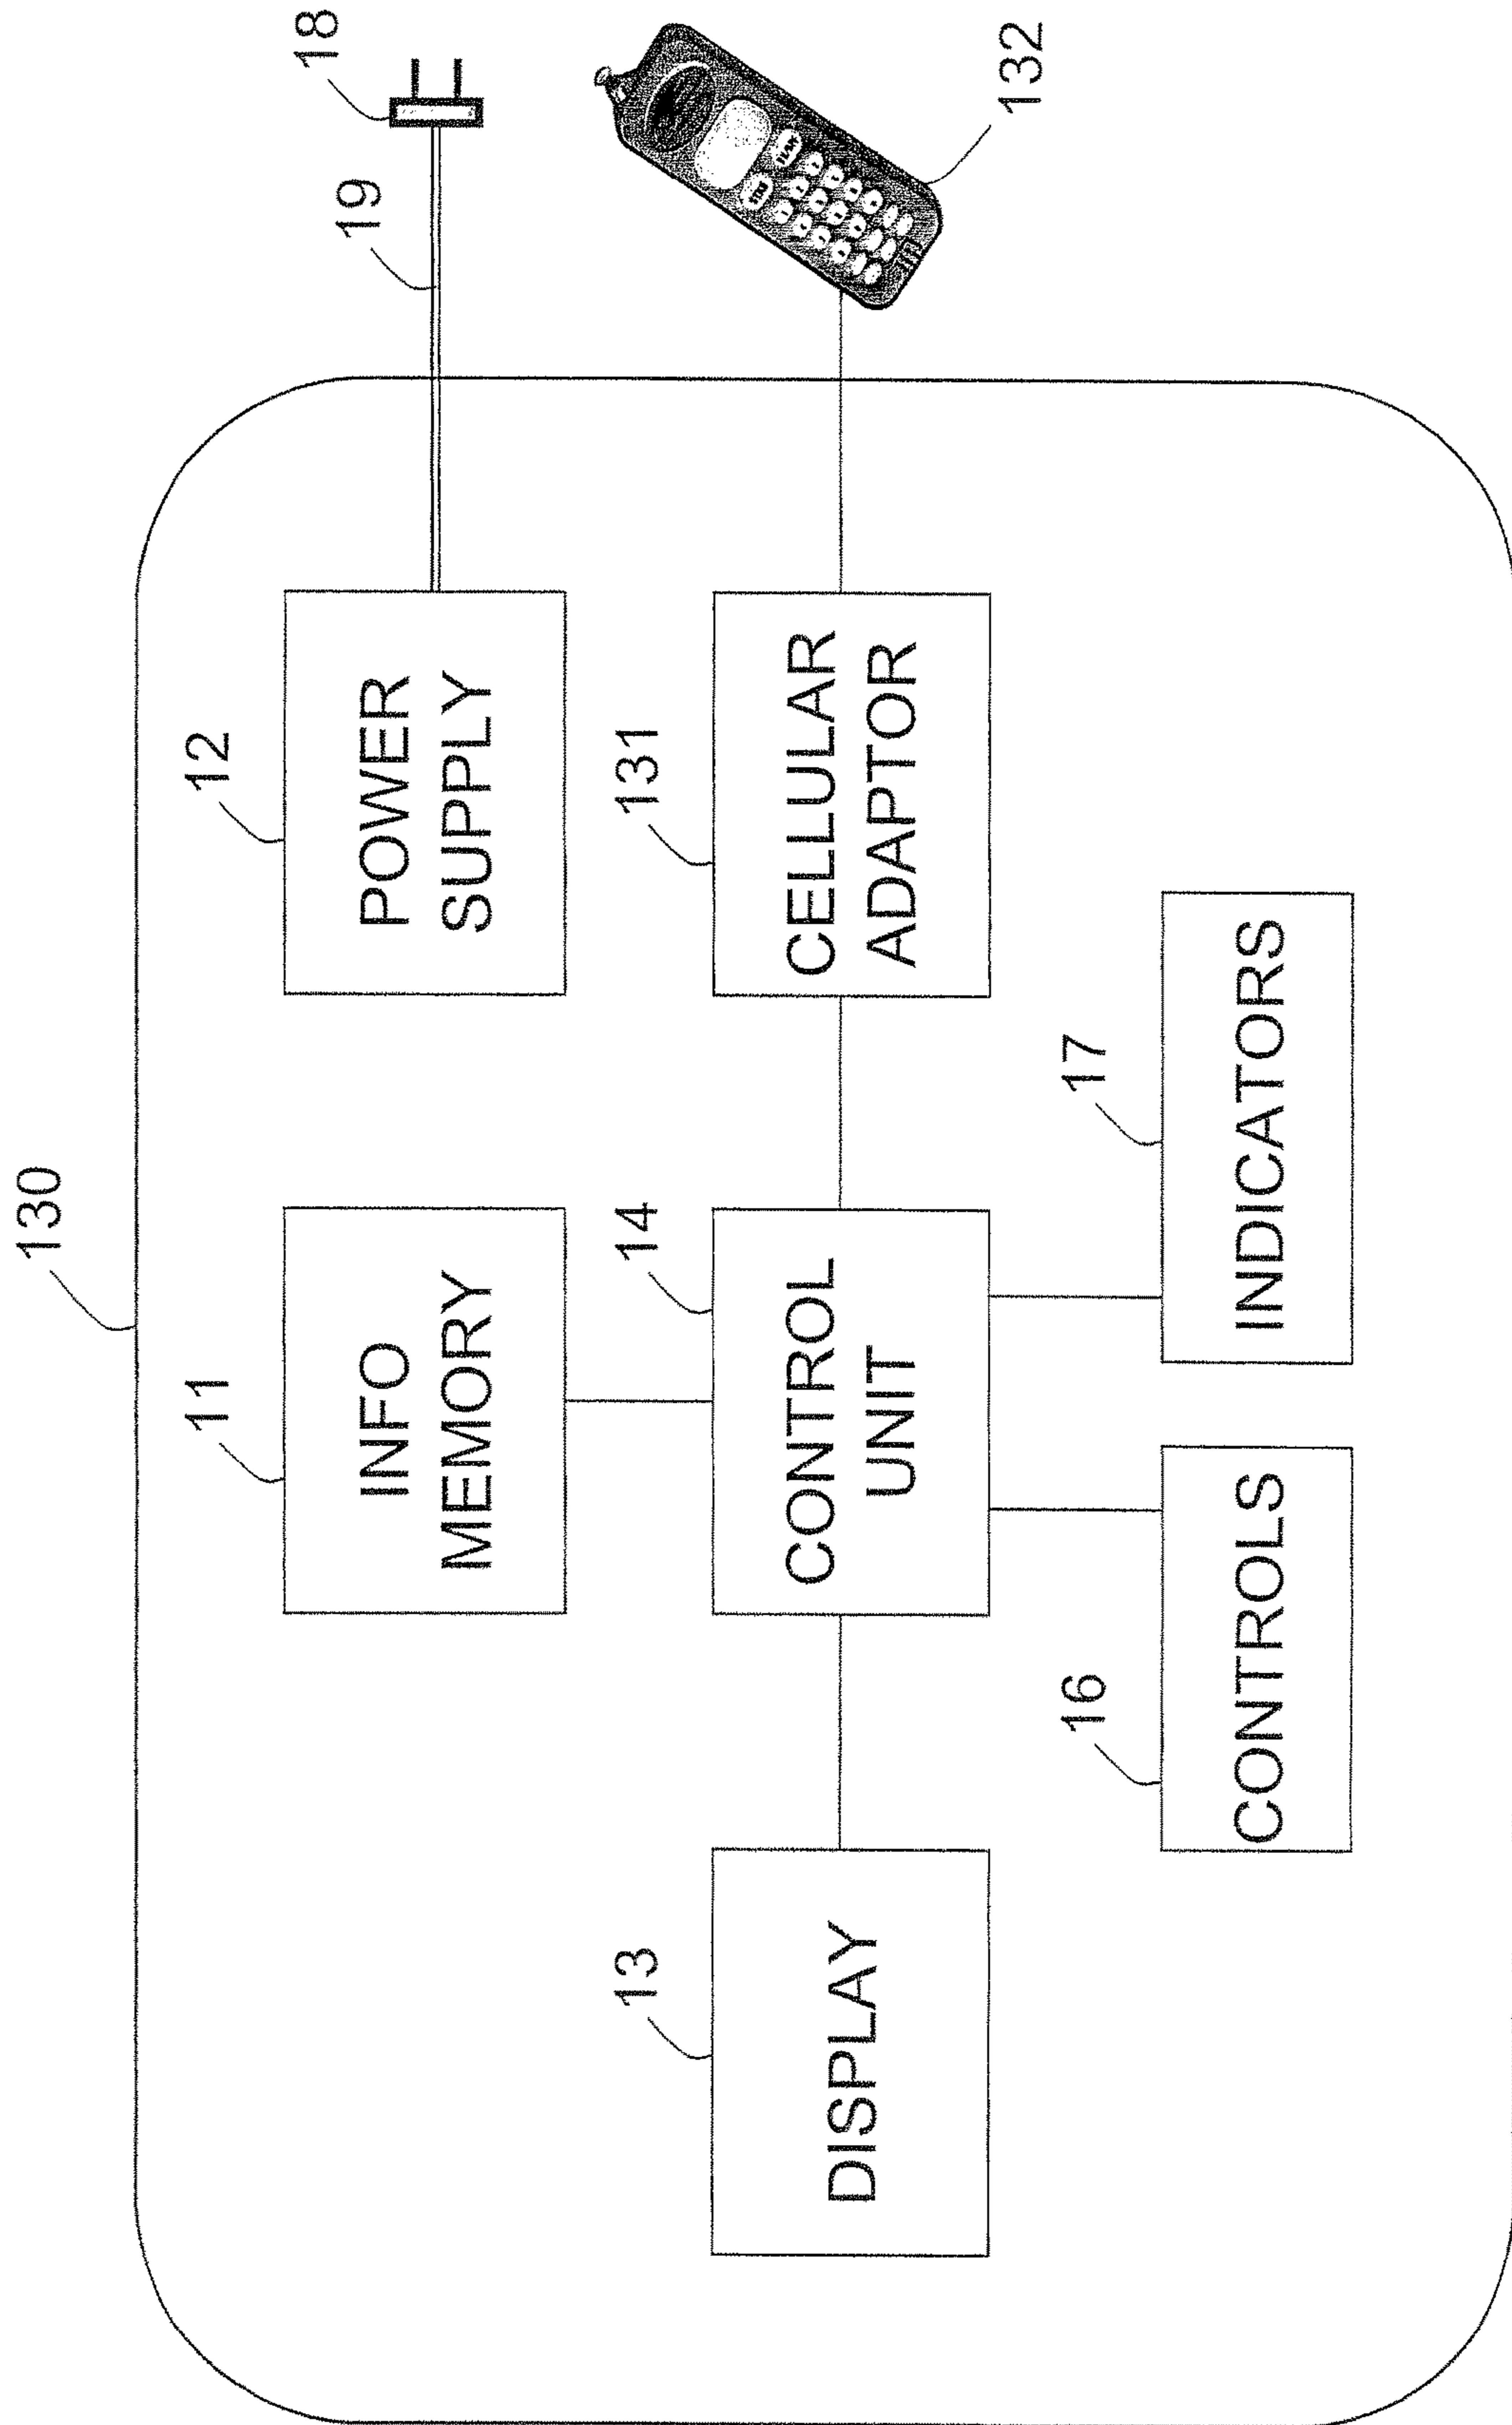 130
11
INFO
MEMORY
12
POWER
SUPPLY
18
19
13
DISPLAY
14
CONTROL
UNIT
131
CELLULAR
ADAPTOR
132
16
CONTROLS
17
INDICATORS